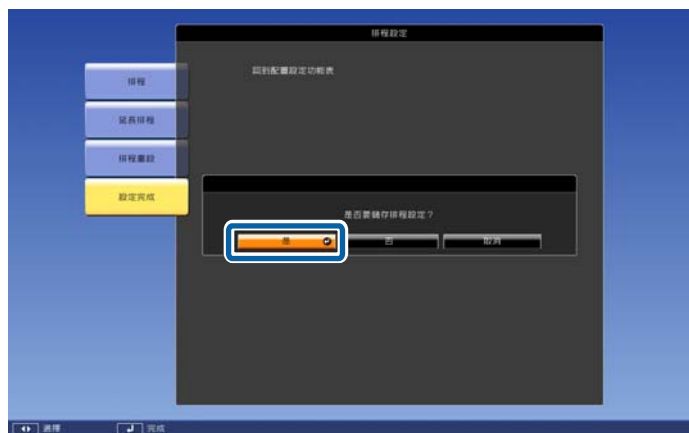 排程設定
排程
延長排程
排程重設
設定完成
回到配置設定功能表
是否要儲存排程設定？
是 否 取消
選擇 完成